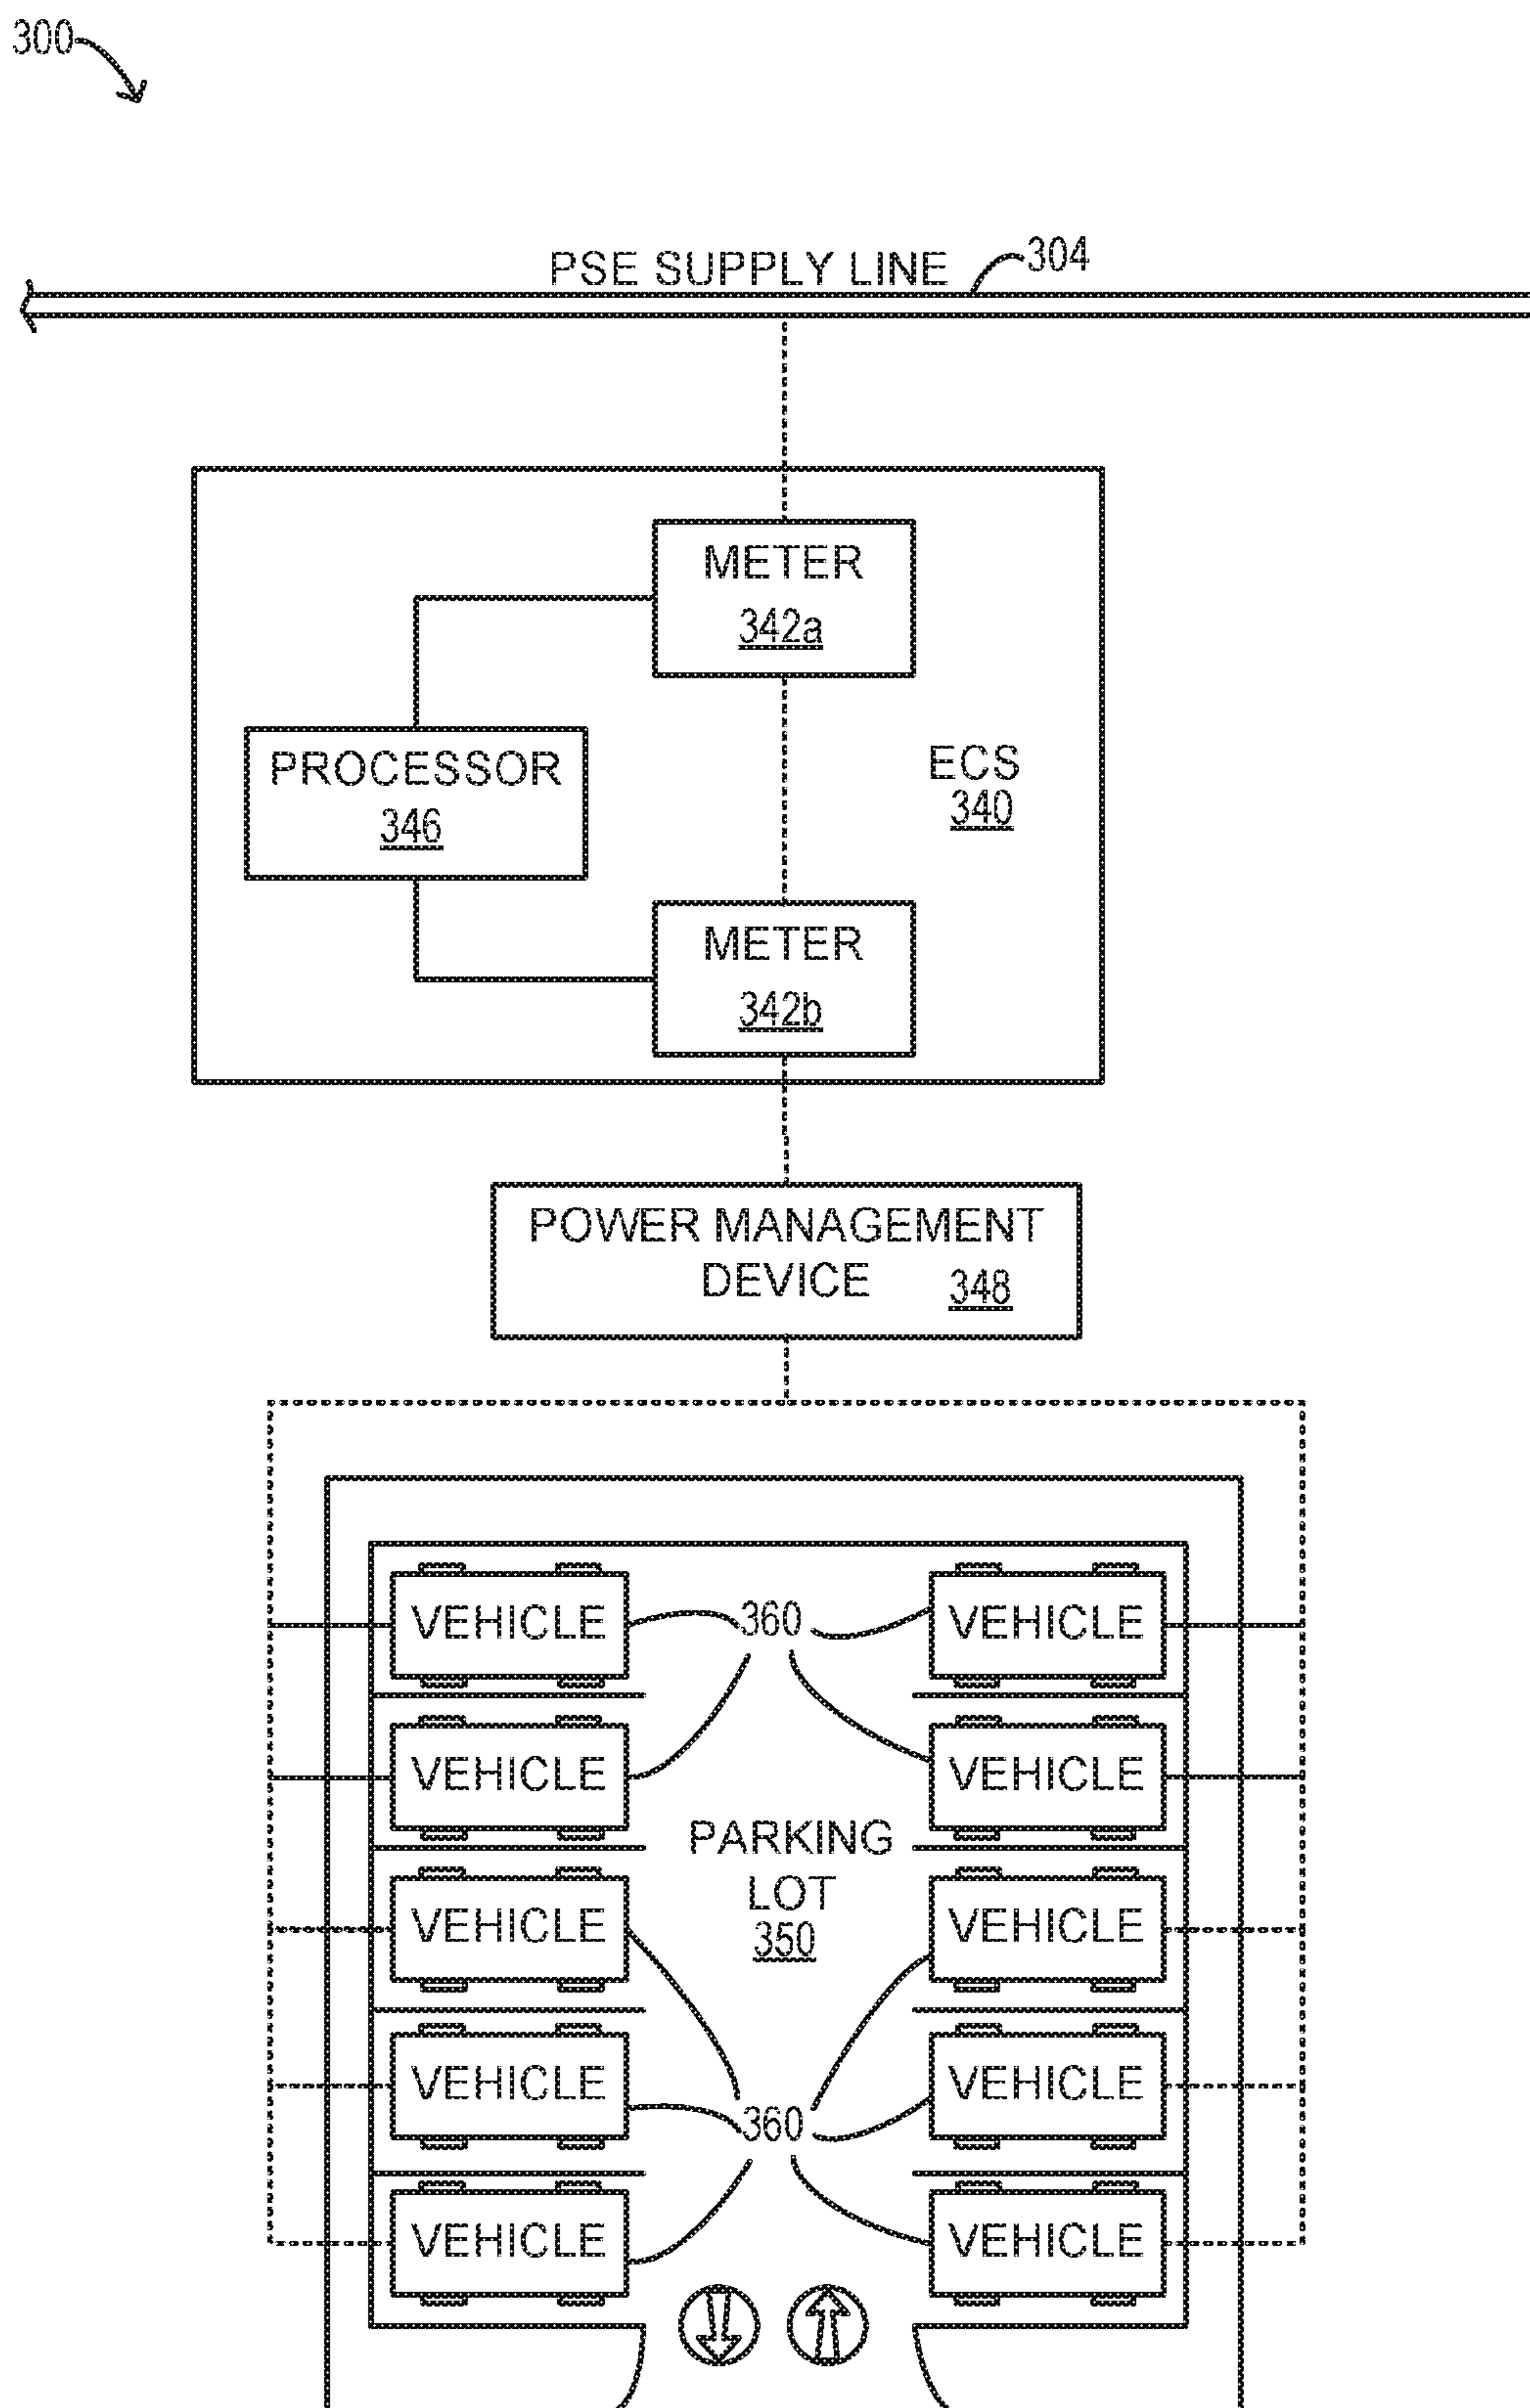 300
PSE SUPPLY LINE 304
METER
342a
PROCESSOR
346
ECS
340
METER
342b
POWER MANAGEMENT
DEVICE 348
VEHICLE 360 VEHICLE
VEHICLE VEHICLE
PARKING
LOT
350
VEHICLE VEHICLE
VEHICLE VEHICLE
360
VEHICLE VEHICLE